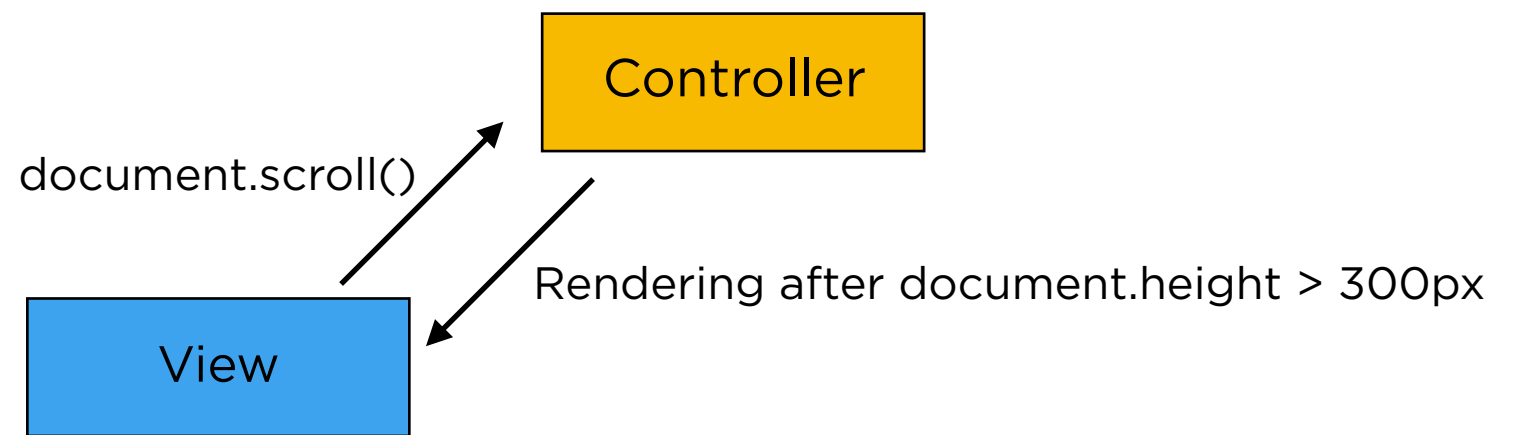 Controller
document.scroll()
Rendering after document.height > 300px
View